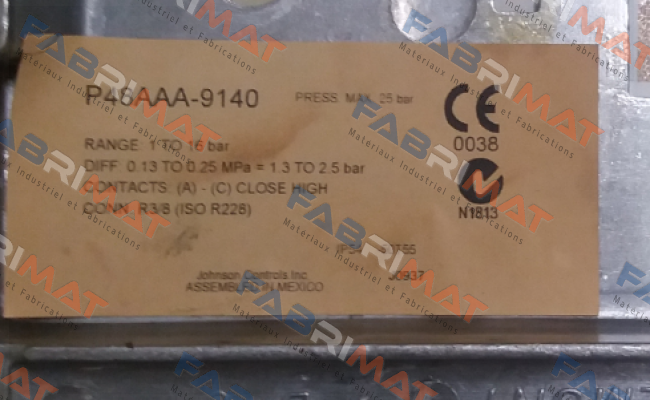 P48AAA-9140 PRESS. MAX. 25 bar
CE
0038
RANGE 1 TO 16 bar
DIFF 0.13 TO 0.25 MPa = 1.3 TO 2.5 bar
CONTACTS: (A) - (C) CLOSE HIGH
CONN. R3/8 (ISO R228)
N1813
Johnson Controls Inc.
ASSEMBLED IN MEXICO
FABRIMAT
Materiaux Industriel et Fabrications